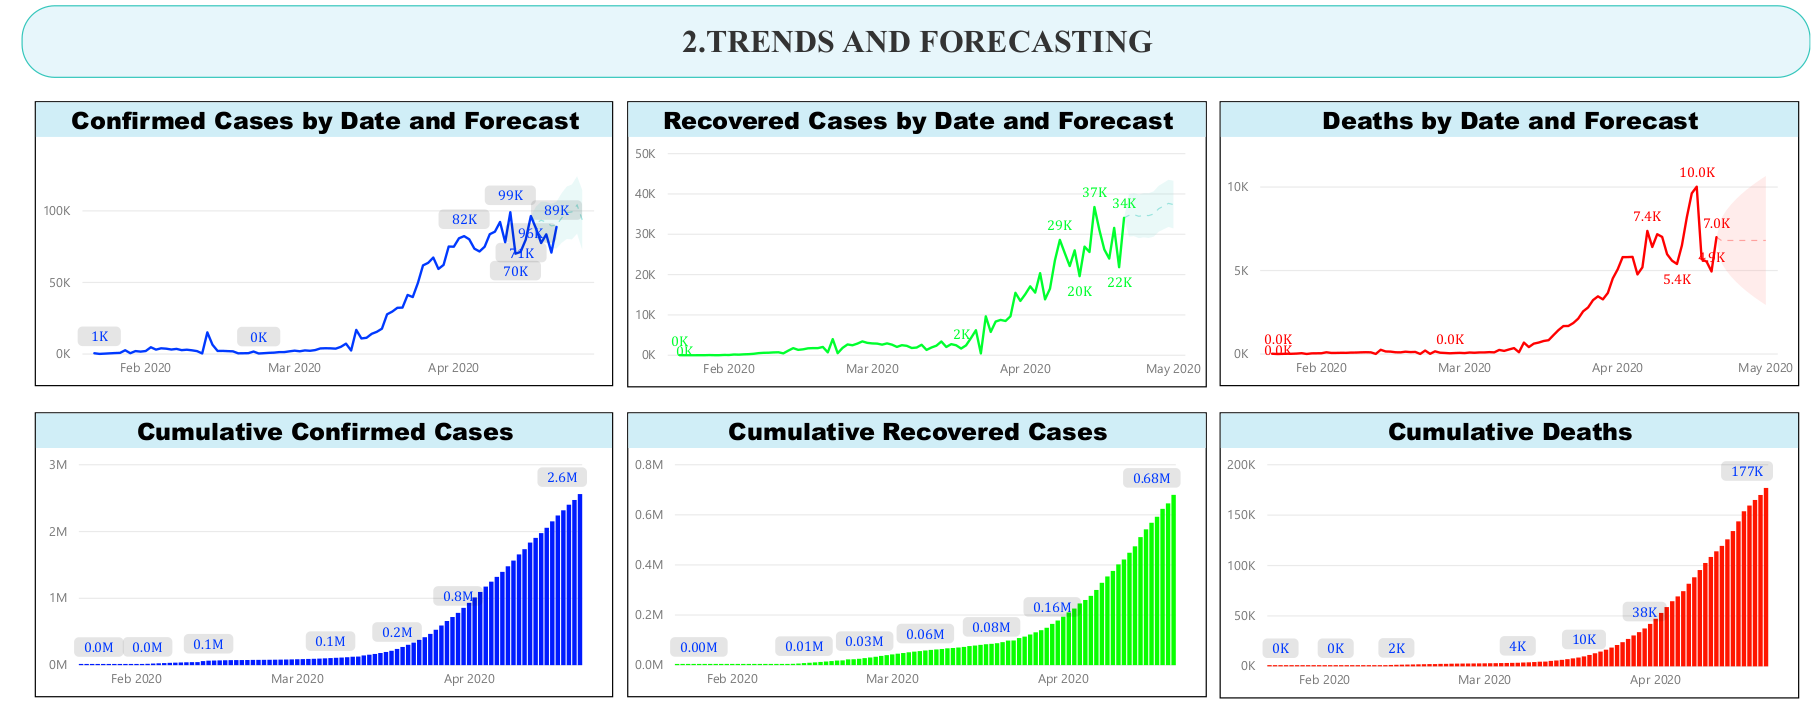 2.TRENDS AND FORECASTING
Confirmed Cases by Date and Forecast
100K
50K
0K
1K
0K
82K
99K
96K
89K
71K
70K
Feb 2020
Mar 2020
Apr 2020
Recovered Cases by Date and Forecast
50K
40K
30K
20K
10K
0K
0K
0K
2K
29K
20K
37K
34K
22K
Feb 2020
Mar 2020
Apr 2020
May 2020
Deaths by Date and Forecast
10K
5K
0K
0.0K
0.0K
0.0K
7.4K
5.4K
10.0K
7.0K
4.9K
Feb 2020
Mar 2020
Apr 2020
May 2020
Cumulative Confirmed Cases
3M
2M
1M
0M
0.0M
0.0M
0.1M
0.1M
0.2M
0.8M
2.6M
Feb 2020
Mar 2020
Apr 2020
Cumulative Recovered Cases
0.8M
0.6M
0.4M
0.2M
0.0M
0.00M
0.01M
0.03M
0.06M
0.08M
0.16M
0.68M
Feb 2020
Mar 2020
Apr 2020
Cumulative Deaths
200K
150K
100K
50K
0K
0K
0K
2K
4K
10K
38K
177K
Feb 2020
Mar 2020
Apr 2020